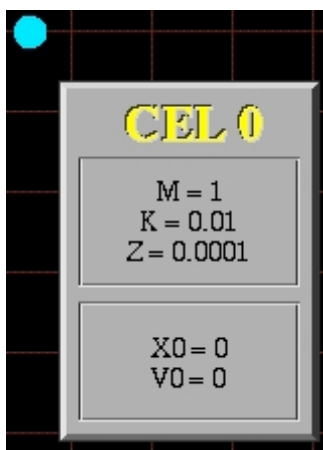 CEL 0
M = 1
K = 0.01
Z = 0.0001
X0 = 0
V0 = 0